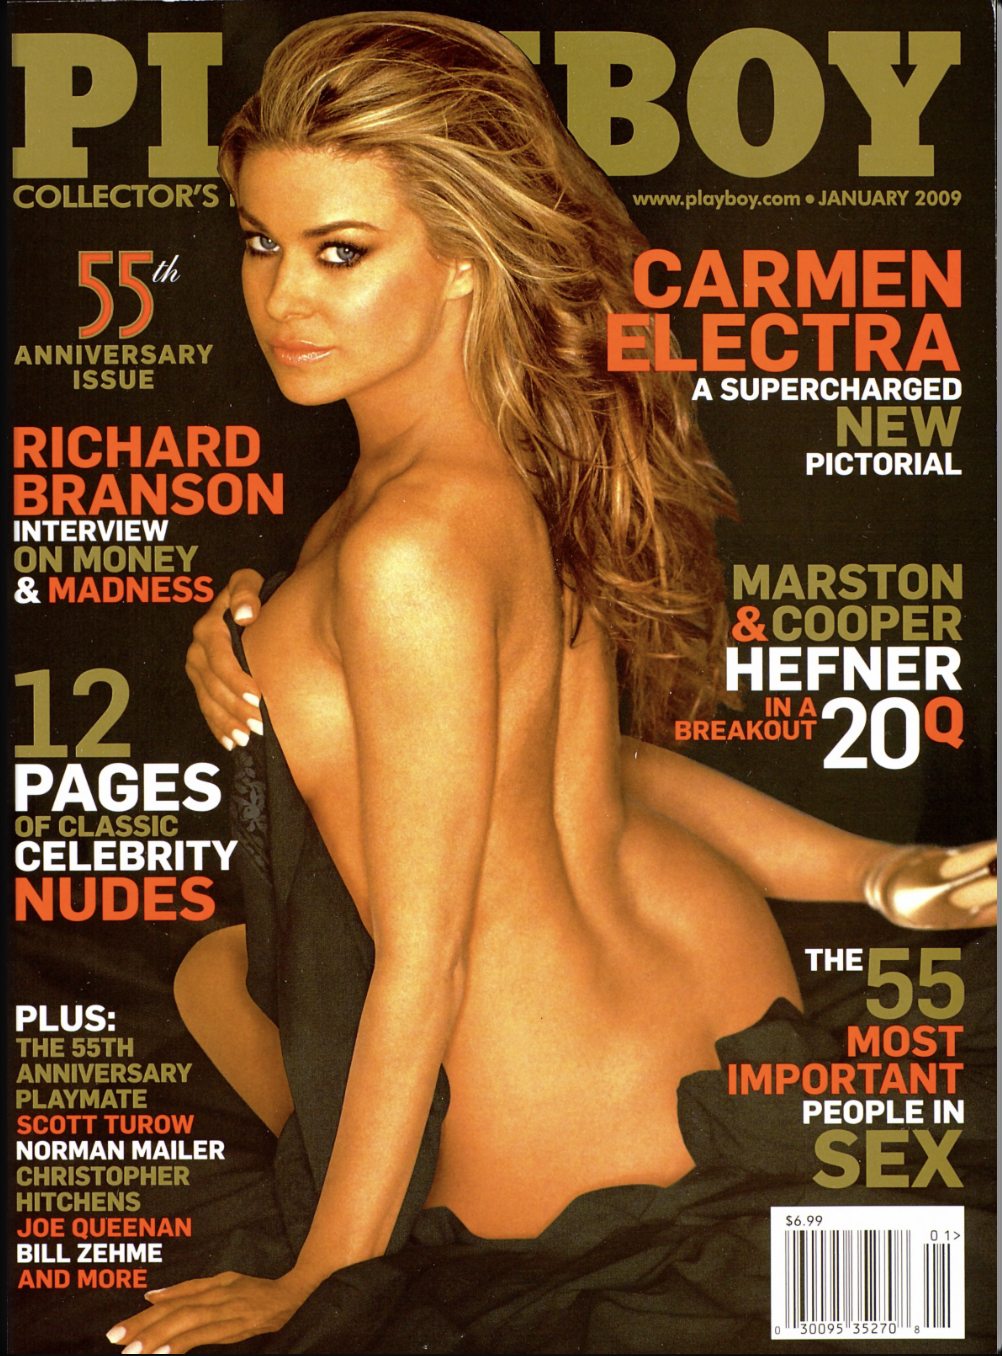 PLAYBOY
COLLECTOR'S
www.playboy.com • JANUARY 2009
55th
ANNIVERSARY
ISSUE
CARMEN
ELECTRA
A SUPERCHARGED
NEW
PICTORIAL
RICHARD
BRANSON
INTERVIEW
ON MONEY
& MADNESS
MARSTON
& COOPER
HEFNER
IN A
BREAKOUT
20Q
12
PAGES
OF CLASSIC
CELEBRITY
NUDES
THE 55
MOST
IMPORTANT
PEOPLE IN
SEX
PLUS:
THE 55TH
ANNIVERSARY
PLAYMATE
SCOTT TUROW
NORMAN MAILER
CHRISTOPHER
HITCHENS
JOE QUEENAN
BILL ZEHME
AND MORE
$6.99
0 1>
0 30095 35270 8